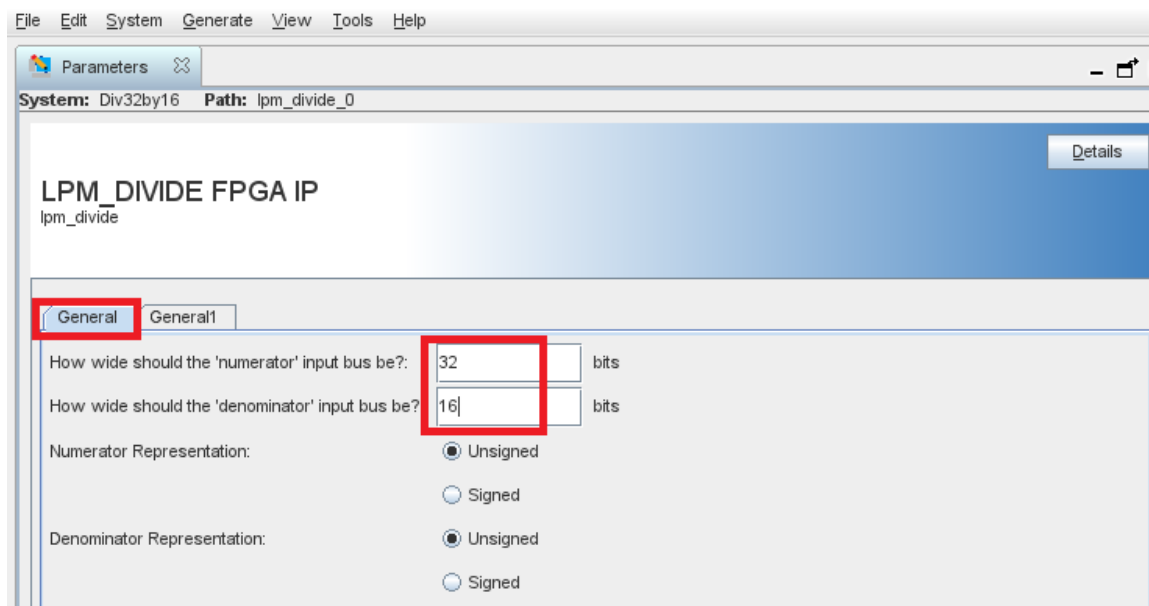 File Edit System Generate View Tools Help
Parameters
System: Div32by16 Path: lpm_divide_0
Details
LPM_DIVIDE FPGA IP
lpm_divide
General General1
How wide should the 'numerator' input bus be?: 32 bits
How wide should the 'denominator' input bus be? 16 bits
Numerator Representation: Unsigned
Signed
Denominator Representation: Unsigned
Signed